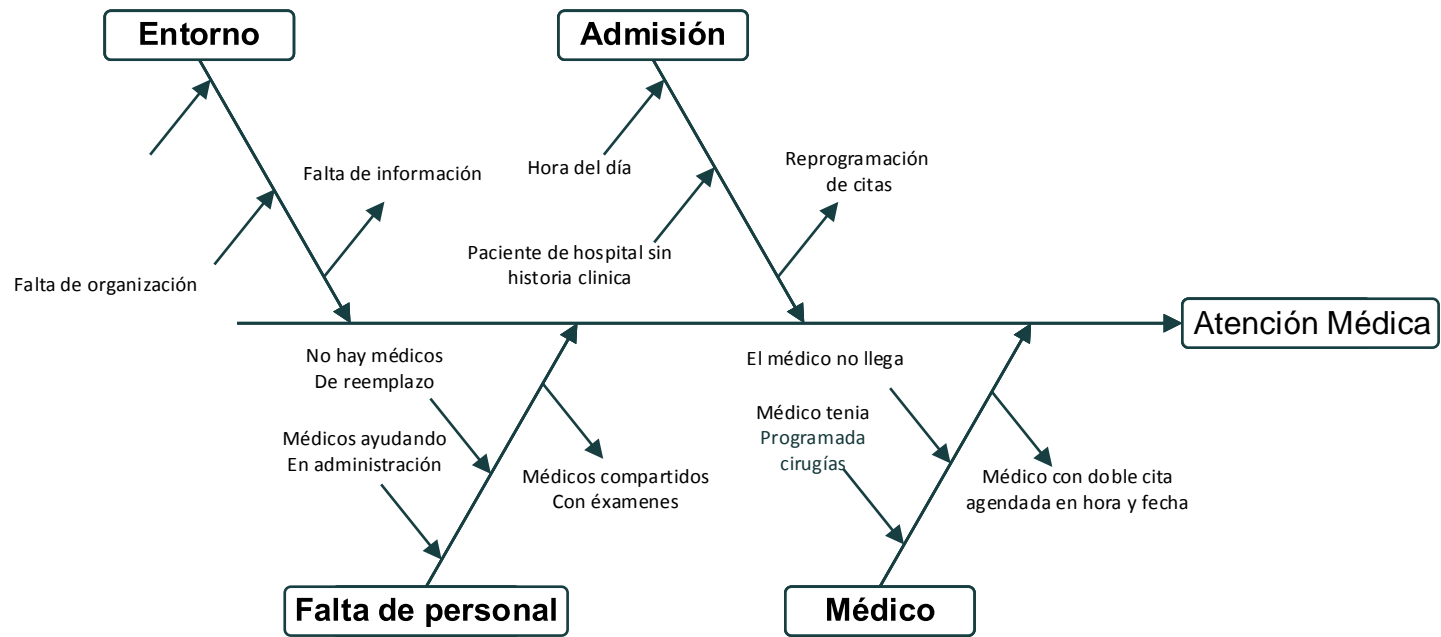 Entorno
Admisión
Falta de información
Hora del día
Reprogramación
de citas
Falta de organización
Paciente de hospital sin
historia clinica
Atención Médica
No hay médicos
De reemplazo
El médico no llega
Médicos ayudando
En administración
Médico tenia
Programada
cirugías
Médicos compartidos
Con éxamenes
Médico con doble cita
agendada en hora y fecha
Falta de personal
Médico